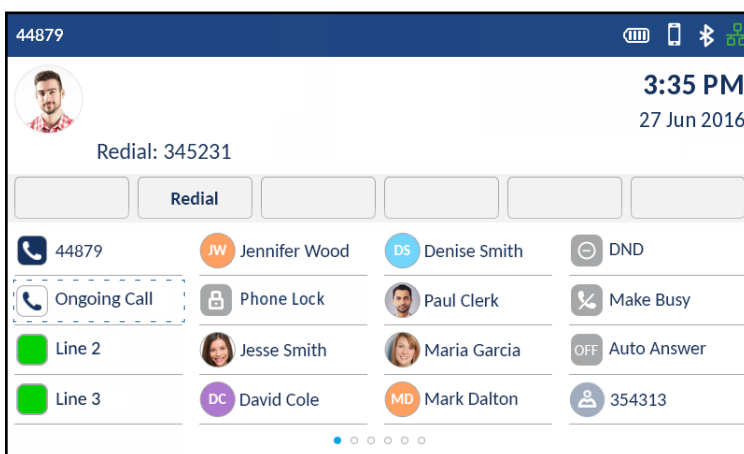 44879
3:35 PM
27 Jun 2016
Redial: 345231
Redial
44879
JW Jennifer Wood
DS Denise Smith
DND
Ongoing Call
Phone Lock
Paul Clerk
Make Busy
Line 2
Jesse Smith
Maria Garcia
OFF Auto Answer
Line 3
DC David Cole
MD Mark Dalton
354313